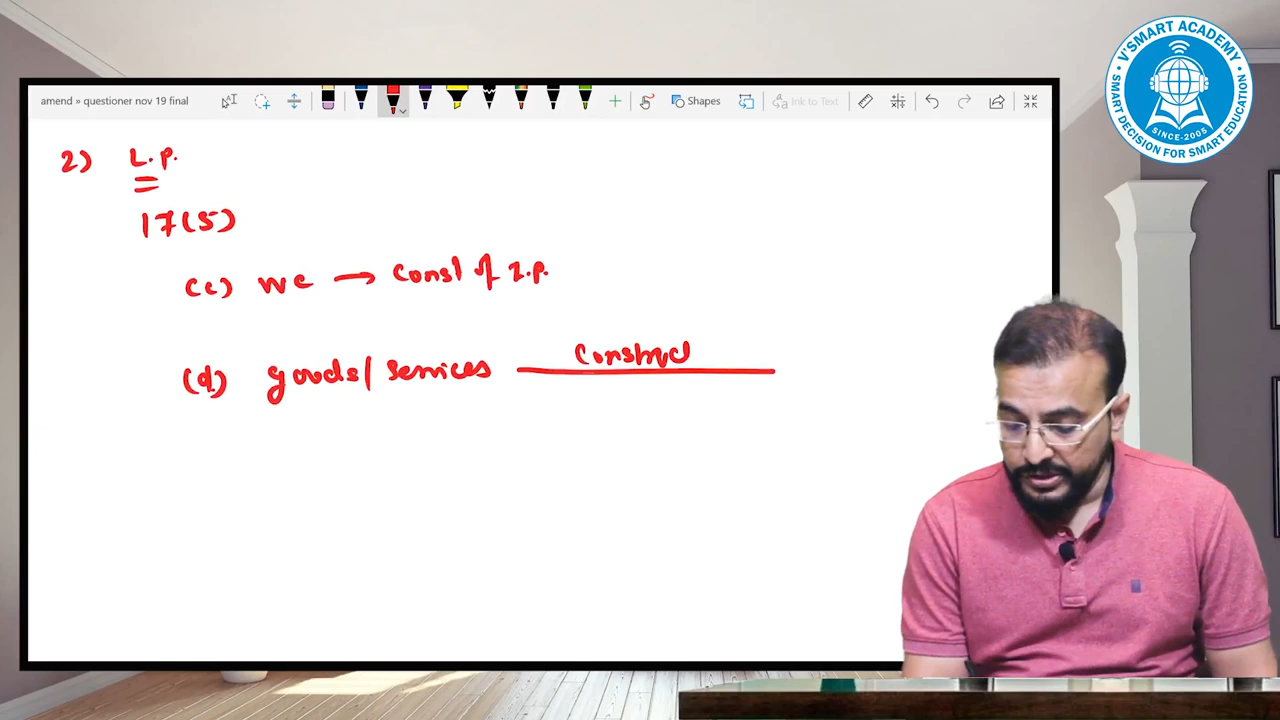 amend » questioner nov 19 final
Shapes
Ink to Text
V'SMART ACADEMY
SINCE-2005
SMART DECISION FOR SMART EDUCATION
2) L.P.
17(5)
(c) WC → Const of I.P.
(d) goods/ services Construct